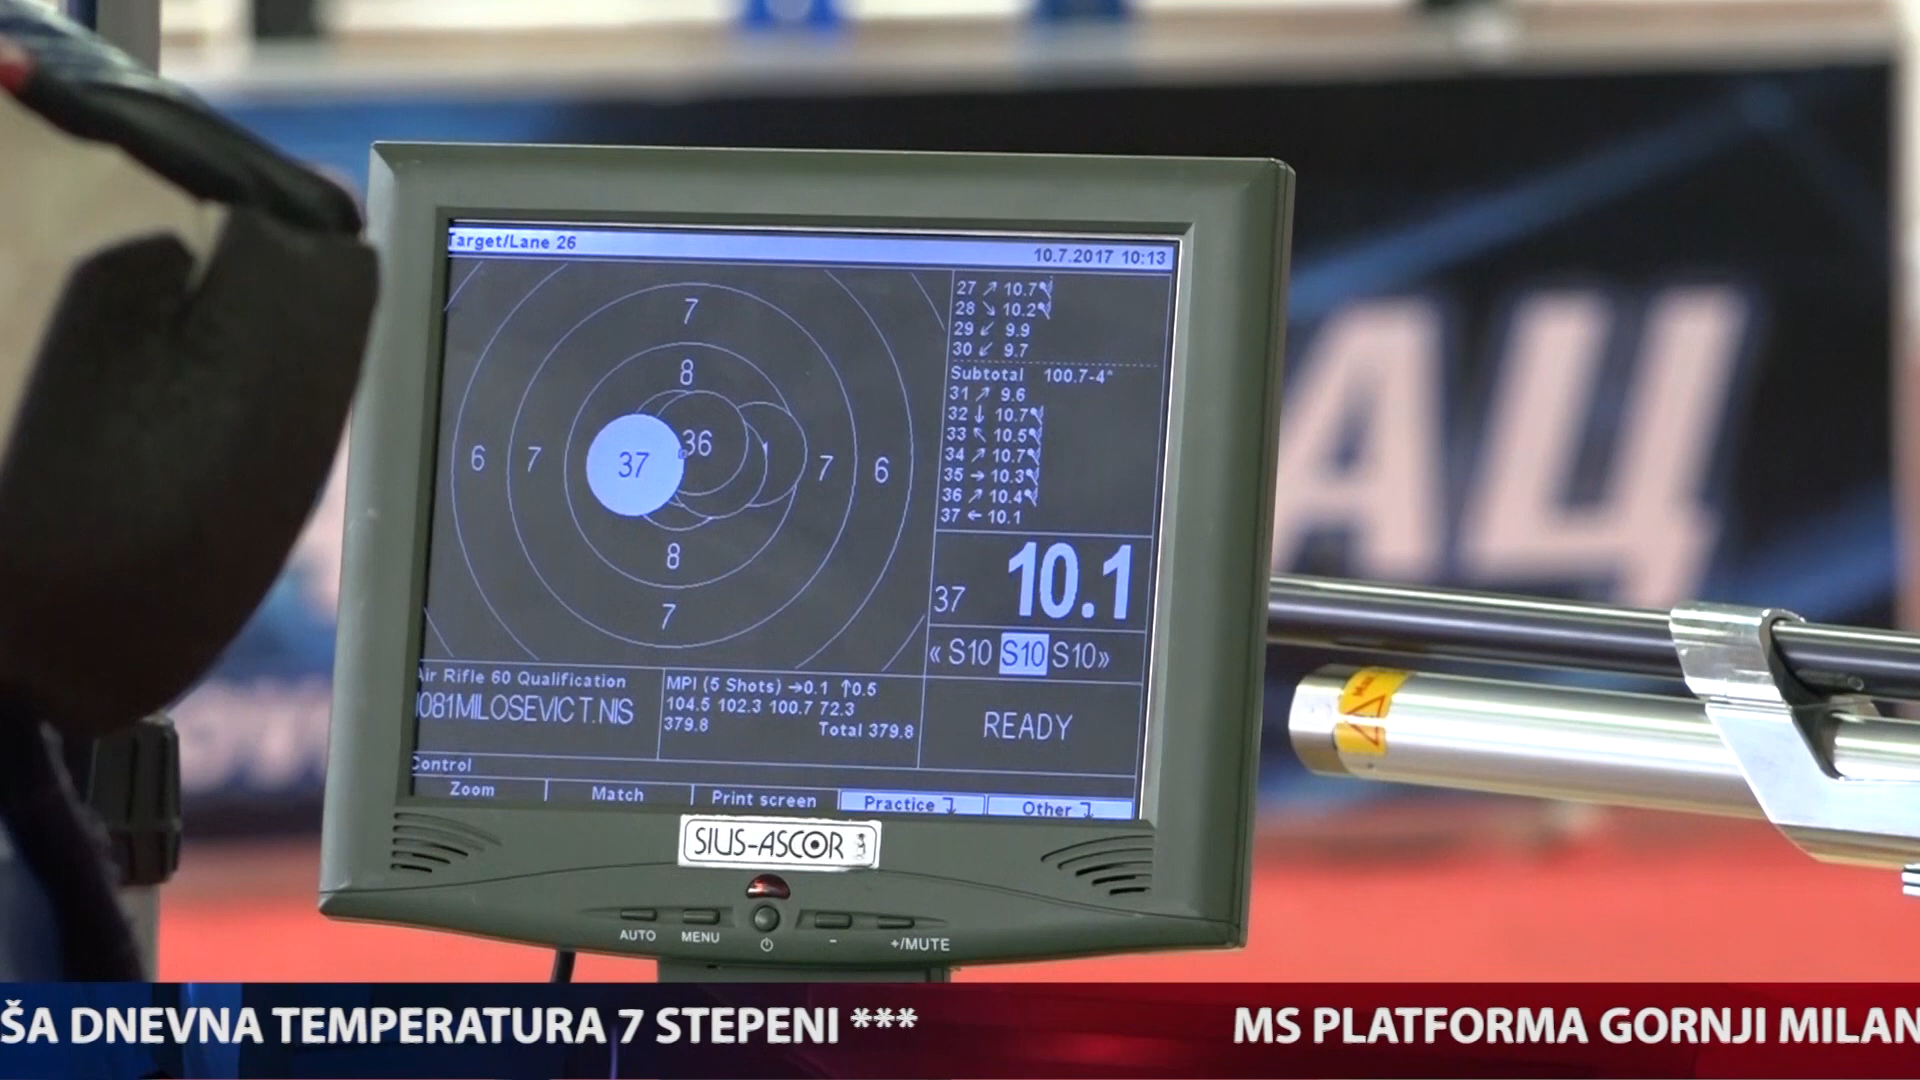 Target/Lane 26
10.7.2017 10:13
7
8
6 7 37 36 7 6
8
7
27 ↗ 10.7
28 ↘ 10.2
29 ↙ 9.9
30 ↙ 9.7
Subtotal 100.7-4*
31 ↗ 9.6
32 ↓ 10.7
33 ↖ 10.5
34 ↗ 10.7
35 → 10.3
36 ↗ 10.4
37 ← 10.1
37 10.1
« S10 S10 S10 »
Air Rifle 60 Qualification
1081MILOSEVIC T.NIS
MPI (5 Shots) →0.1 ↑0.5
104.5 102.3 100.7 72.3
379.8 Total 379.8
READY
Control
Zoom Match Print screen Practice Other
SIUS-ASCOR
AUTO MENU - +/MUTE
АЦ
ŠA DNEVNA TEMPERATURA 7 STEPENI *** MS PLATFORMA GORNJI MILAN